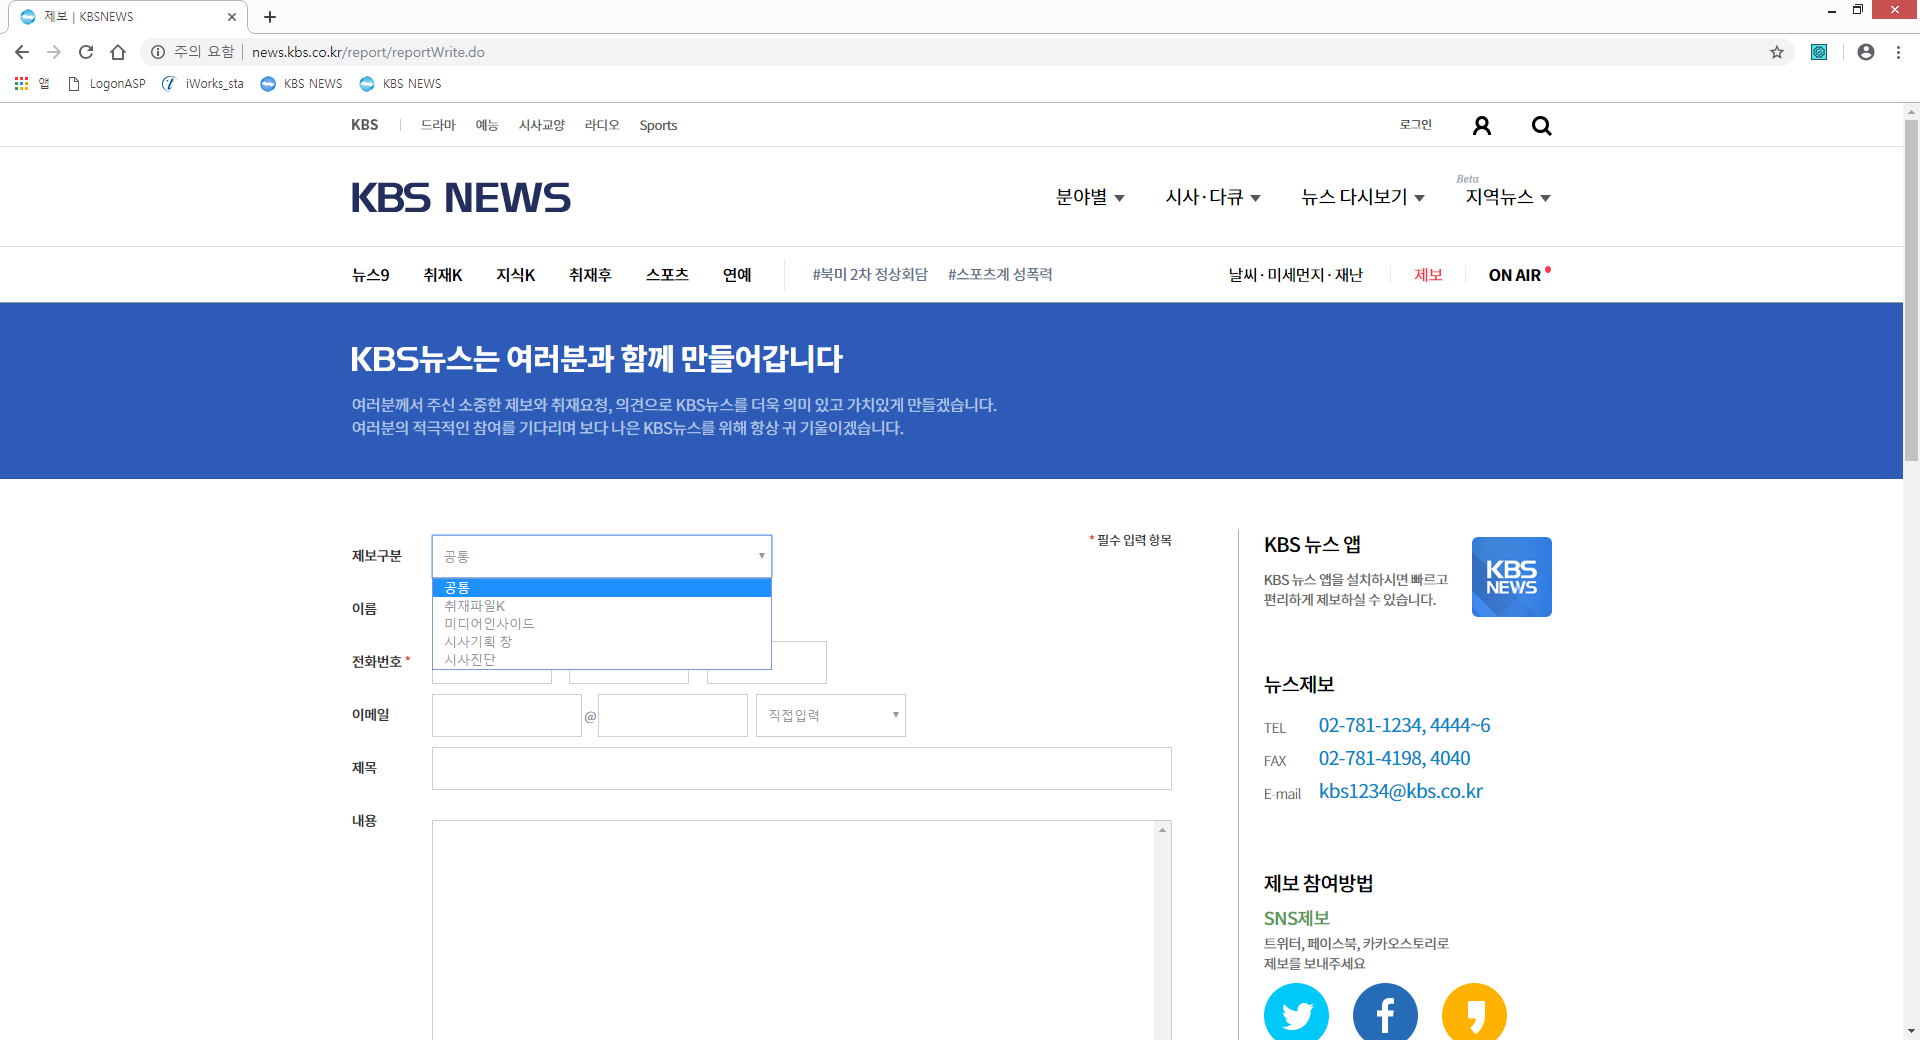 제보 | KBSNEWS
주의 요함 | news.kbs.co.kr/report/reportWrite.do
앱 LogonASP iWorks_sta KBS NEWS KBS NEWS
KBS | 드라마 예능 시사교양 라디오 Sports 로그인
KBS NEWS
분야별 시사·다큐 뉴스 다시보기 Beta 지역뉴스
뉴스9 취재K 지식K 취재후 스포츠 연예 #북미 2차 정상회담 #스포츠계 성폭력 날씨·미세먼지·재난 제보 ON AIR
KBS뉴스는 여러분과 함께 만들어갑니다
여러분께서 주신 소중한 제보와 취재요청, 의견으로 KBS뉴스를 더욱 의미 있고 가치있게 만들겠습니다.
여러분의 적극적인 참여를 기다리며 보다 나은 KBS뉴스를 위해 항상 귀 기울이겠습니다.
* 필수 입력 항목
제보구분 공통
공통
취재파일K
미디어인사이드
시사기획 창
시사진단
이름
전화번호 *
이메일 @ 직접입력
제목
내용
KBS 뉴스 앱
KBS 뉴스 앱을 설치하시면 빠르고
편리하게 제보하실 수 있습니다.
KBS
NEWS
뉴스제보
TEL 02-781-1234, 4444~6
FAX 02-781-4198, 4040
E-mail kbs1234@kbs.co.kr
제보 참여방법
SNS제보
트위터, 페이스북, 카카오스토리로
제보를 보내주세요